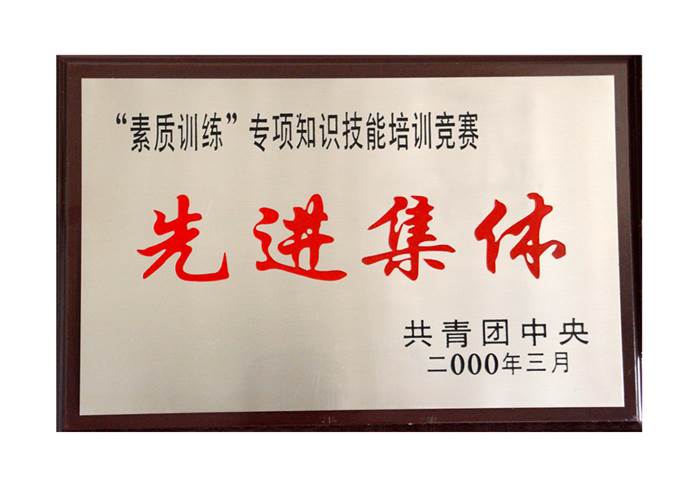 “素质训练”专项知识技能培训竞赛
先进集体
共青团中央
二000年三月